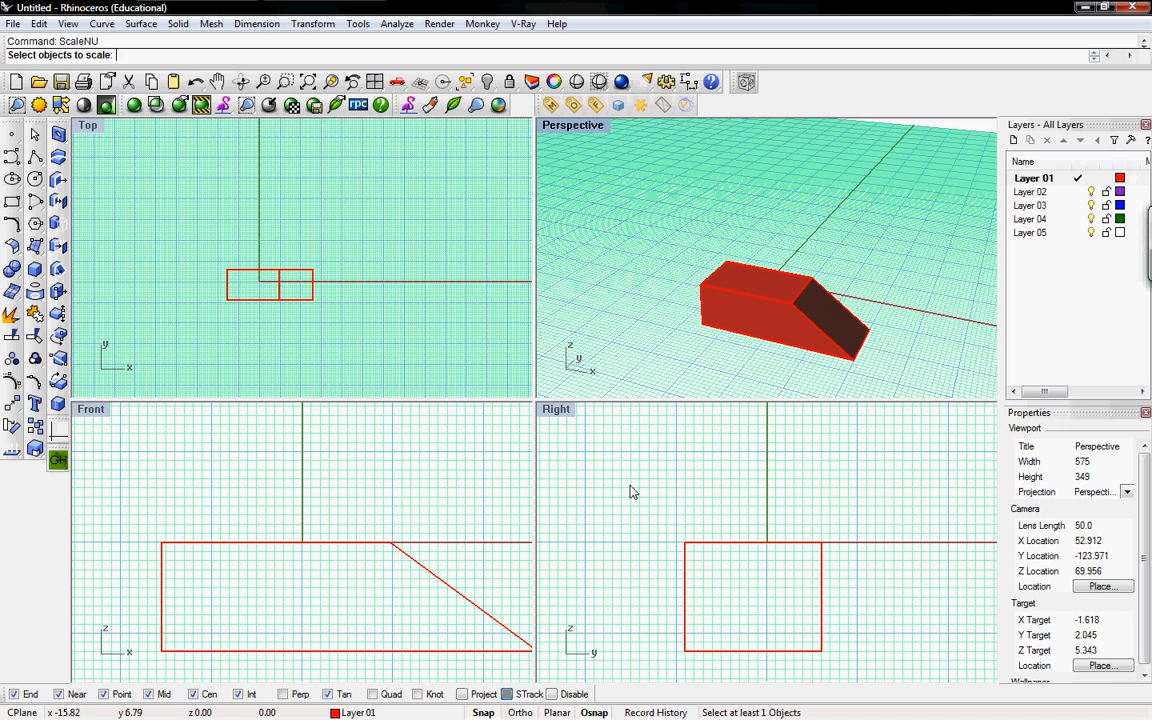 Untitled - Rhinoceros (Educational)
File Edit View Curve Surface Solid Mesh Dimension Transform Tools Analyze Render Monkey V-Ray Help
Command: ScaleNU
Select objects to scale:
rpc
Top
Perspective
Layers - All Layers
Name
Layer 01
Layer 02
Layer 03
Layer 04
Layer 05
y
x
z
y
x
Front
Right
Properties
Viewport
Title Perspective
Width 575
Height 349
Projection Perspecti...
Camera
Lens Length 50.0
X Location 52.912
Y Location -123.971
Z Location 69.956
Location Place...
Target
X Target -1.618
Y Target 2.045
Z Target 5.343
Location Place...
z
x
z
y
End Near Point Mid Cen Int Perp Tan Quad Knot Project STrack Disable
CPlane x -15.82 y 6.79 z 0.00 0.00 Layer 01 Snap Ortho Planar Osnap Record History Select at least 1 Objects